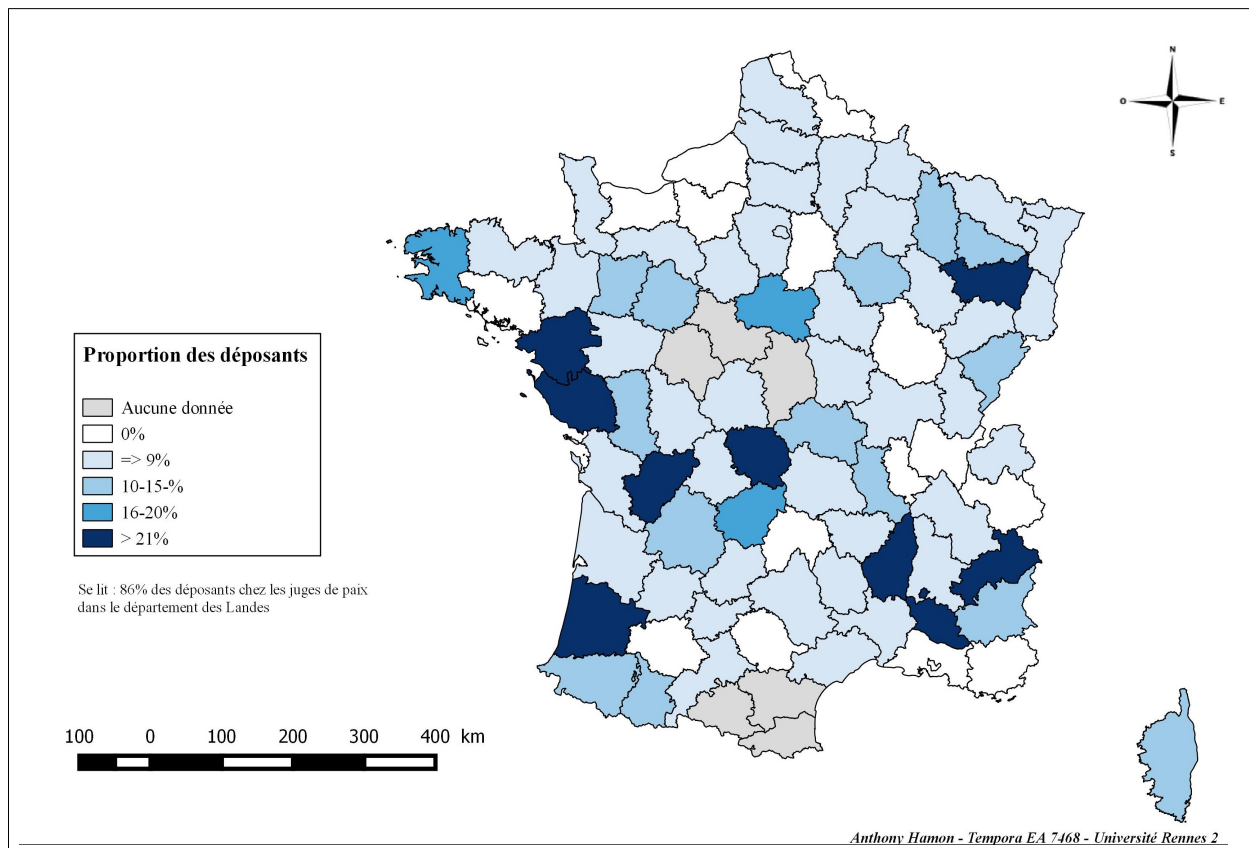 N
O
E
S
Proportion des déposants
Aucune donnée
0%
=> 9%
10-15-%
16-20%
> 21%
Se lit : 86% des déposants chez les juges de paix
dans le département des Landes
100 0 100 200 300 400 km
Anthony Hamon - Tempora EA 7468 - Université Rennes 2